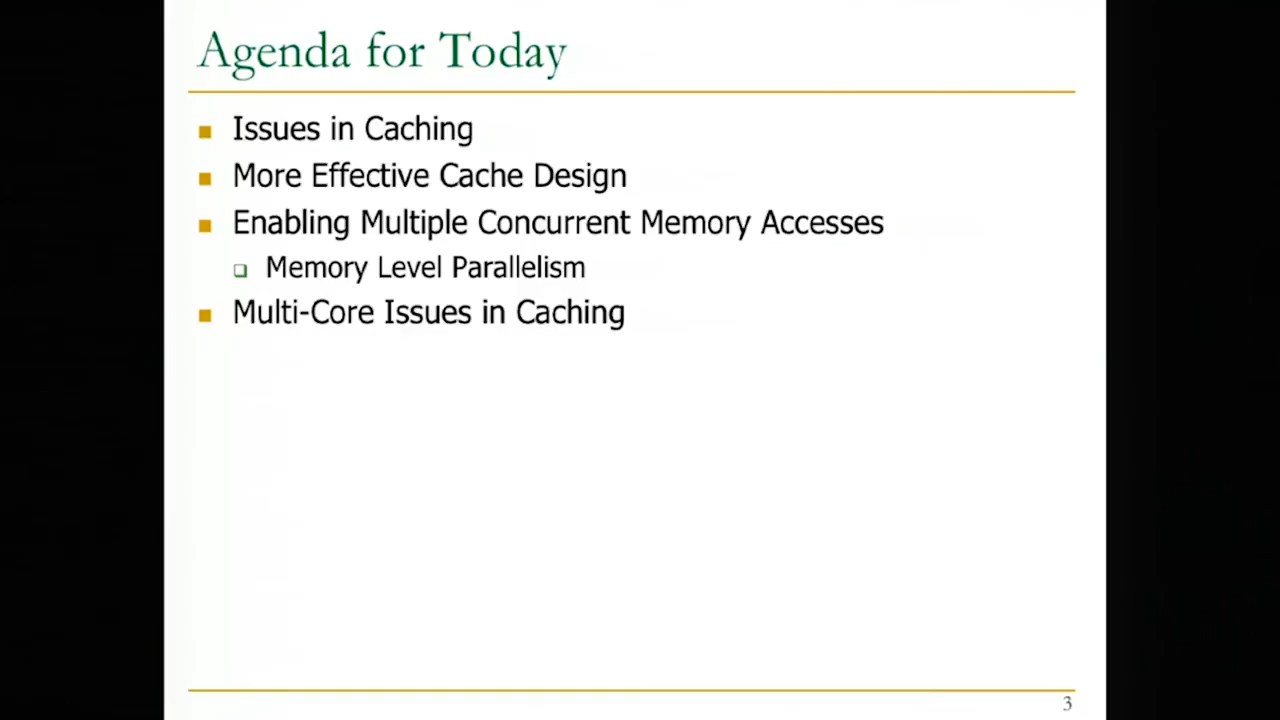 Agenda for Today
Issues in Caching
More Effective Cache Design
Enabling Multiple Concurrent Memory Accesses
Memory Level Parallelism
Multi-Core Issues in Caching
3